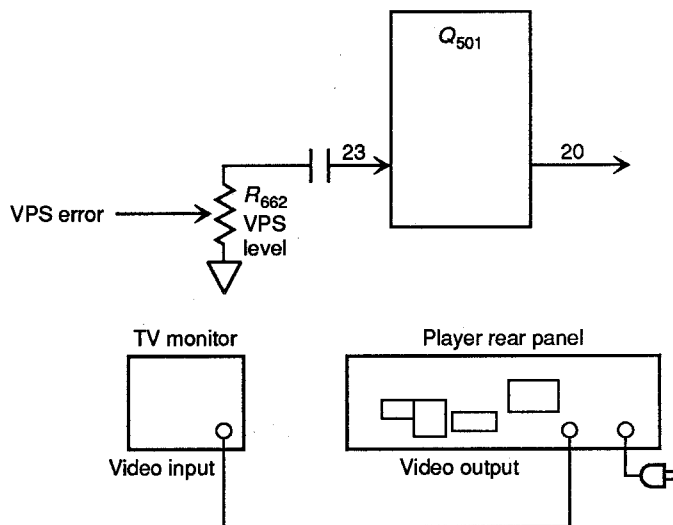 Q501
23
20
R662
VPS error
VPS
level
TV monitor
Player rear panel
Video input
Video output